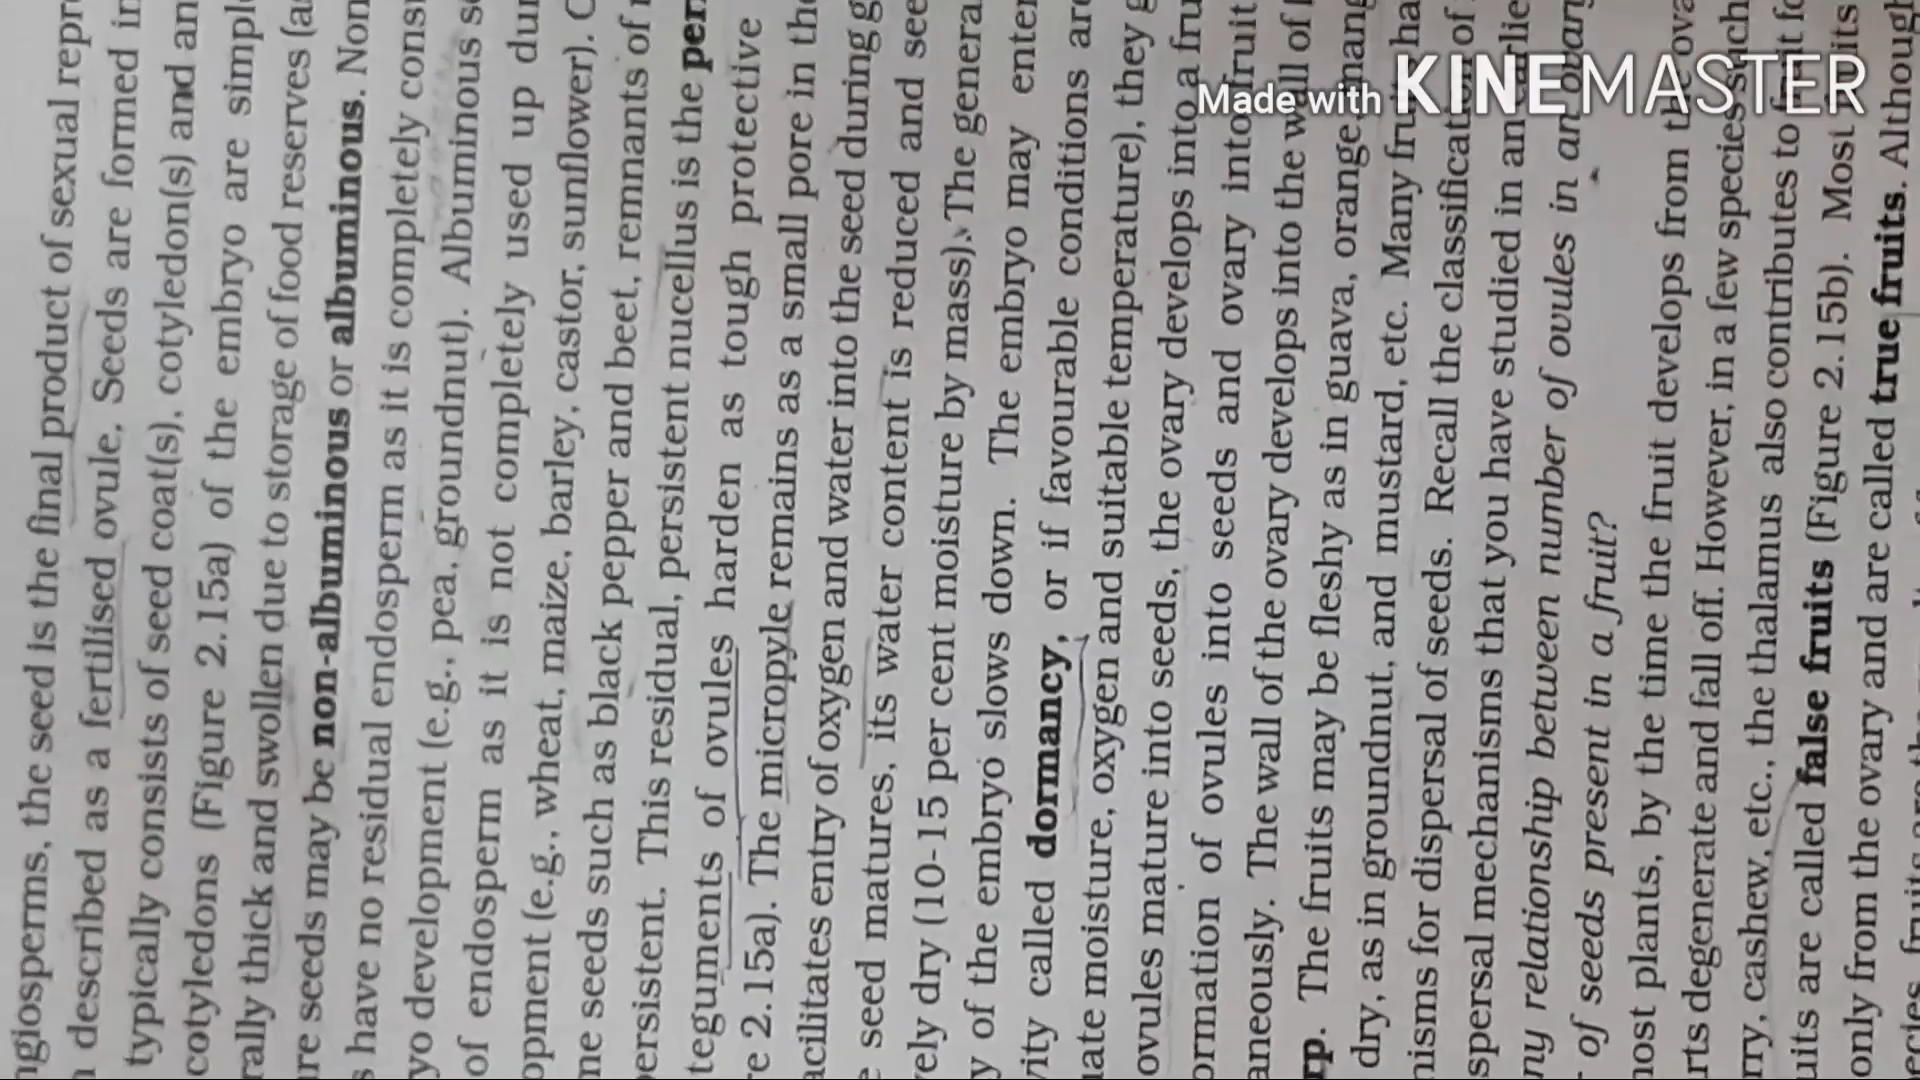 ngiosperms, the seed is the final product of sexual repr
described as a fertilised ovule. Seeds are formed in
typically consists of seed coat(s), cotyledon(s) and an
cotyledons (Figure 2.15a) of the embryo are simpl
rally thick and swollen due to storage of food reserves (as
re seeds may be non-albuminous or albuminous. Non
s have no residual endosperm as it is completely cons
yo development (e.g., pea, groundnut). Albuminous se
of endosperm as it is not completely used up dur
opment (e.g., wheat, maize, barley, castor, sunflower). O
me seeds such as black pepper and beet, remnants of n
persistent. This residual, persistent nucellus is the per
teguments of ovules harden as tough protective
re 2.15a). The micropyle remains as a small pore in the
acilitates entry of oxygen and water into the seed during g
e seed matures, its water content is reduced and see
vely dry (10-15 per cent moisture by mass). The genera
y of the embryo slows down. The embryo may enter
vity called dormancy, or if favourable conditions are
uate moisture, oxygen and suitable temperature), they g
ovules mature into seeds, the ovary develops into a fru
ormation of ovules into seeds and ovary into fruit
aneously. The wall of the ovary develops into the wall of
rp. The fruits may be fleshy as in guava, orange, mang
dry, as in groundnut, and mustard, etc. Many fru ha
nisms for dispersal of seeds. Recall the classificat of
spersal mechanisms that you have studied in an earlie
ny relationship between number of ovules in an ovary
of seeds present in a fruit?
nost plants, by the time the fruit develops from the ova
rts degenerate and fall off. However, in a few species such
rry, cashew, etc., the thalamus also contributes to fruit fo
uits are called false fruits (Figure 2.15b). Most fruits
only from the ovary and are called true fruits. Although
ecies, fruits are
Made with KINEMASTER